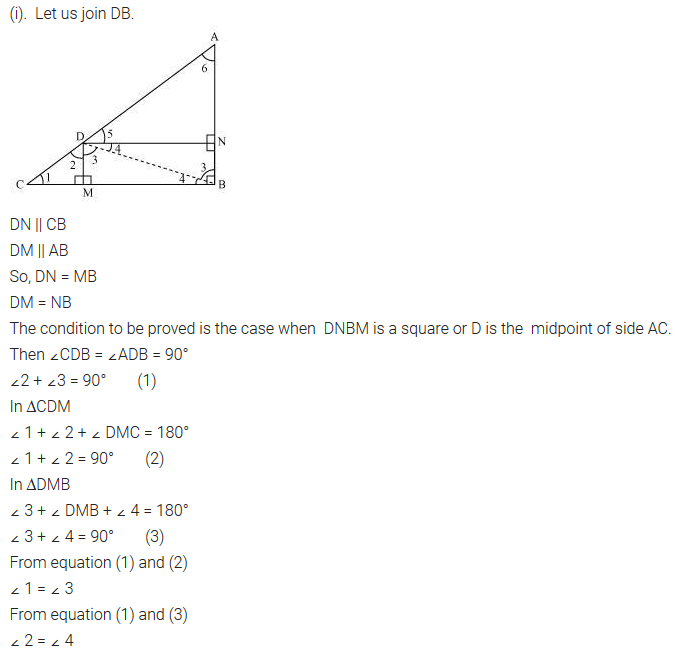 (i). Let us join DB.
A
6
D 5
4 N
2 3
3
C 1 4 B
M
DN || CB
DM || AB
So, DN = MB
DM = NB
The condition to be proved is the case when DNBM is a square or D is the midpoint of side AC.
Then ∠CDB = ∠ADB = 90°
∠2 + ∠3 = 90° (1)
In ΔCDM
∠ 1 + ∠ 2 + ∠ DMC = 180°
∠ 1 + ∠ 2 = 90° (2)
In ΔDMB
∠ 3 + ∠ DMB + ∠ 4 = 180°
∠ 3 + ∠ 4 = 90° (3)
From equation (1) and (2)
∠ 1 = ∠ 3
From equation (1) and (3)
∠ 2 = ∠ 4